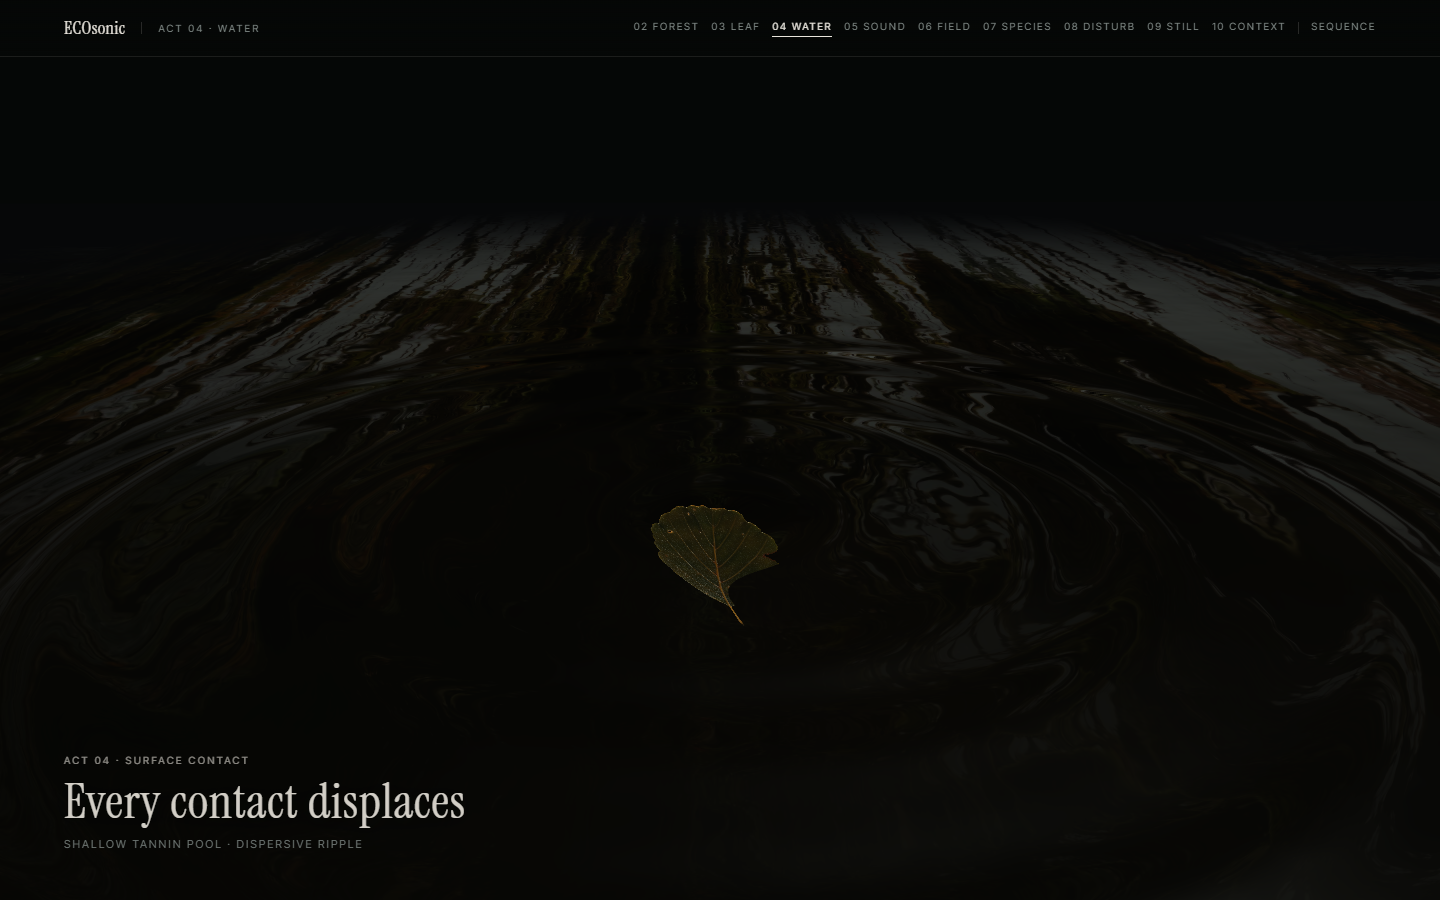 ECOsonic ACT 04 · WATER 02 FOREST 03 LEAF 04 WATER 05 SOUND 06 FIELD 07 SPECIES 08 DISTURB 09 STILL 10 CONTEXT SEQUENCE
ACT 04 · SURFACE CONTACT
Every contact displaces
SHALLOW TANNIN POOL · DISPERSIVE RIPPLE